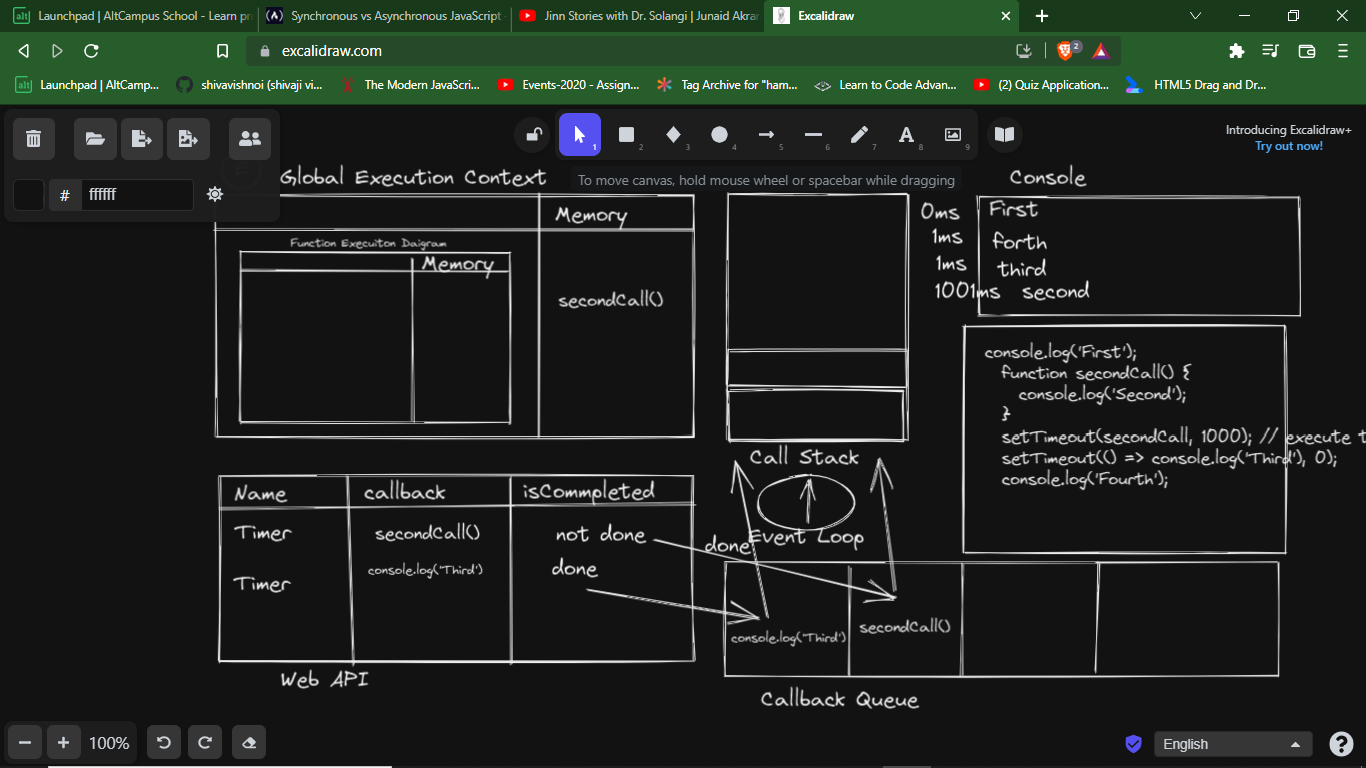 Launchpad | AltCampus School - Learn pr
Synchronous vs Asynchronous JavaScript -
Jinn Stories with Dr. Solangi | Junaid Akrar
Excalidraw
excalidraw.com
2
Launchpad | AltCamp...
shivavishnoi (shivaji vi...
The Modern JavaScri...
Events-2020 - Assign...
Tag Archive for "ham...
Learn to Code Advan...
(2) Quiz Application...
HTML5 Drag and Dr...
1 2 3 4 5 6 7 A 8 9
Introducing Excalidraw+
Try out now!
# ffffff
To move canvas, hold mouse wheel or spacebar while dragging
Global Execution Context
Memory
Function Execuiton Daigram
Memory
secondCall()
Console
0ms First
1ms forth
1ms third
1001ms second
console.log('First');
function secondCall() {
console.log('Second');
}
setTimeout(secondCall, 1000); // execute t
setTimeout(() => console.log('Third'), 0);
console.log('Fourth');
Call Stack
Event Loop
Name callback isCommpleted
Timer secondCall() not done
Timer console.log('Third') done
done
Web API
console.log('Third') secondCall()
Callback Queue
100%
English
?